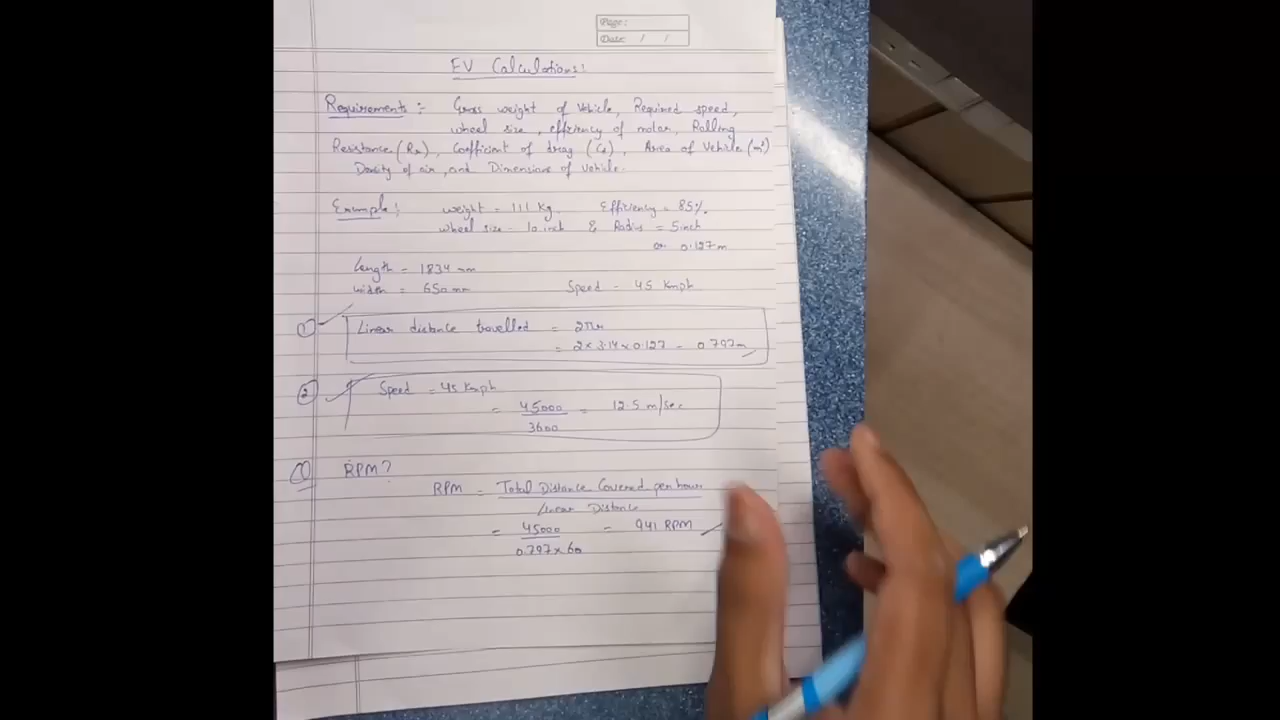 Page:
Date: / /
EV Calculations:
Requirements :- Gross weight of Vehicle, Required speed,
wheel size, efficiency of motor, Rolling
Resistance (Rr), Coefficient of drag (Cd), Area of Vehicle (m²)
Density of air, and Dimensions of Vehicle.
Example: weight = 111 Kg, Efficiency = 85%.
wheel size - 10 inch & Radius = 5 inch
or 0.127 m
Length = 1834 mm
width = 650 mm Speed - 45 Kmph
① Linear distance travelled = 2πr
= 2 x 3.14 x 0.127 - 0.797 m
② Speed = 45 Kmph
= 45000 = 12.5 m/sec
3600
RPM?
RPM = Total Distance Covered per hour
Linear Distance
= 45000 = 941 RPM
0.797 x 60